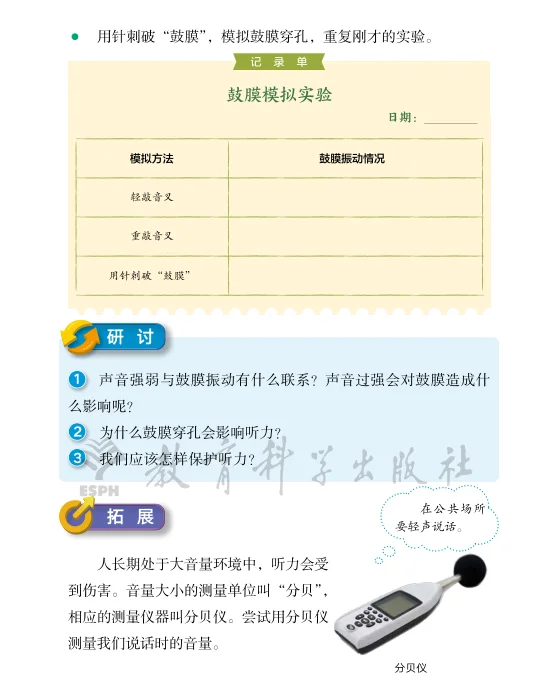 ● 用针刺破“鼓膜”，模拟鼓膜穿孔，重复刚才的实验。
记 录 单
鼓膜模拟实验
日期：________
模拟方法 鼓膜振动情况
轻敲音叉
重敲音叉
用针刺破“鼓膜”
研 讨
1 声音强弱与鼓膜振动有什么联系？声音过强会对鼓膜造成什
么影响呢？
2 为什么鼓膜穿孔会影响听力？
3 我们应该怎样保护听力？
ESPH 教育科学出版社
拓 展
在公共场所
要轻声说话。
人长期处于大音量环境中，听力会受
到伤害。音量大小的测量单位叫“分贝”，
相应的测量仪器叫分贝仪。尝试用分贝仪
测量我们说话时的音量。
分贝仪